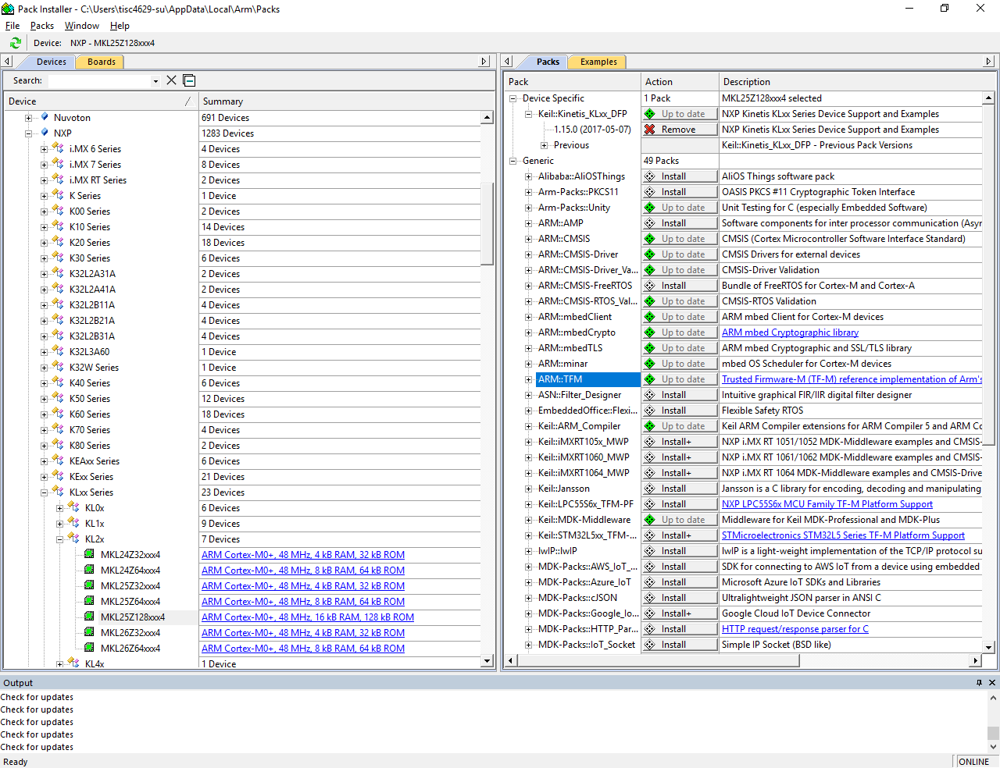 Pack Installer - C:\Users\tisc4629-su\AppData\Local\Arm\Packs
File Packs Window Help
Device: NXP - MKL25Z128xxx4
Devices Boards
Search:
Device Summary
Nuvoton 691 Devices
NXP 1283 Devices
i.MX 6 Series 4 Devices
i.MX 7 Series 8 Devices
i.MX RT Series 2 Devices
K Series 1 Device
K00 Series 2 Devices
K10 Series 14 Devices
K20 Series 18 Devices
K30 Series 6 Devices
K32L2A31A 2 Devices
K32L2A41A 2 Devices
K32L2B11A 4 Devices
K32L2B21A 4 Devices
K32L2B31A 4 Devices
K32L3A60 1 Device
K32W Series 1 Device
K40 Series 6 Devices
K50 Series 12 Devices
K60 Series 18 Devices
K70 Series 4 Devices
K80 Series 2 Devices
KEAxx Series 6 Devices
KExx Series 21 Devices
KLxx Series 23 Devices
KL0x 6 Devices
KL1x 9 Devices
KL2x 7 Devices
MKL24Z32xxx4 ARM Cortex-M0+, 48 MHz, 4 kB RAM, 32 kB ROM
MKL24Z64xxx4 ARM Cortex-M0+, 48 MHz, 8 kB RAM, 64 kB ROM
MKL25Z32xxx4 ARM Cortex-M0+, 48 MHz, 4 kB RAM, 32 kB ROM
MKL25Z64xxx4 ARM Cortex-M0+, 48 MHz, 8 kB RAM, 64 kB ROM
MKL25Z128xxx4 ARM Cortex-M0+, 48 MHz, 16 kB RAM, 128 kB ROM
MKL26Z32xxx4 ARM Cortex-M0+, 48 MHz, 4 kB RAM, 32 kB ROM
MKL26Z64xxx4 ARM Cortex-M0+, 48 MHz, 8 kB RAM, 64 kB ROM
KL4x 1 Device
Packs Examples
Pack Action Description
Device Specific 1 Pack MKL25Z128xxx4 selected
Keil::Kinetis_KLxx_DFP Up to date NXP Kinetis KLxx Series Device Support and Examples
1.15.0 (2017-05-07) Remove NXP Kinetis KLxx Series Device Support and Examples
Previous Keil::Kinetis_KLxx_DFP - Previous Pack Versions
Generic 49 Packs
Alibaba::AliOSThings Install AliOS Things software pack
Arm-Packs::PKCS11 Install OASIS PKCS #11 Cryptographic Token Interface
Arm-Packs::Unity Up to date Unit Testing for C (especially Embedded Software)
ARM::AMP Install Software components for inter processor communication (Asyr
ARM::CMSIS Up to date CMSIS (Cortex Microcontroller Software Interface Standard)
ARM::CMSIS-Driver Up to date CMSIS Drivers for external devices
ARM::CMSIS-Driver_Va... Up to date CMSIS-Driver Validation
ARM::CMSIS-FreeRTOS Install Bundle of FreeRTOS for Cortex-M and Cortex-A
ARM::CMSIS-RTOS_Val... Up to date CMSIS-RTOS Validation
ARM::mbedClient Up to date ARM mbed Client for Cortex-M devices
ARM::mbedCrypto Up to date ARM mbed Cryptographic library
ARM::mbedTLS Up to date ARM mbed Cryptographic and SSL/TLS library
ARM::minar Up to date mbed OS Scheduler for Cortex-M devices
ARM::TFM Up to date Trusted Firmware-M (TF-M) reference implementation of Arm's
ASN::Filter_Designer Install Intuitive graphical FIR/IIR digital filter designer
EmbeddedOffice::Flexi... Install Flexible Safety RTOS
Keil::ARM_Compiler Up to date Keil ARM Compiler extensions for ARM Compiler 5 and ARM Cc
Keil::iMXRT105x_MWP Install+ NXP i.MX RT 1051/1052 MDK-Middleware examples and CMSIS-
Keil::iMXRT1060_MWP Install+ NXP i.MX RT 1061/1062 MDK-Middleware examples and CMSIS-
Keil::iMXRT1064_MWP Install+ NXP i.MX RT 1064 MDK-Middleware examples and CMSIS-Drive
Keil::Jansson Install Jansson is a C library for encoding, decoding and manipulating
Keil::LPC55S6x_TFM-PF Install NXP LPC55S6x MCU Family TF-M Platform Support
Keil::MDK-Middleware Up to date Middleware for Keil MDK-Professional and MDK-Plus
Keil::STM32L5xx_TFM-... Install+ STMicroelectronics STM32L5 Series TF-M Platform Support
lwIP::lwIP Install lwIP is a light-weight implementation of the TCP/IP protocol su
MDK-Packs::AWS_IoT_... Install SDK for connecting to AWS IoT from a device using embedded
MDK-Packs::Azure_IoT Install Microsoft Azure IoT SDKs and Libraries
MDK-Packs::cJSON Install Ultralightweight JSON parser in ANSI C
MDK-Packs::Google_Io... Install+ Google Cloud IoT Device Connector
MDK-Packs::HTTP_Par... Install HTTP request/response parser for C
MDK-Packs::IoT_Socket Install Simple IP Socket (BSD like)
Output
Check for updates
Check for updates
Check for updates
Check for updates
Check for updates
Ready ONLINE